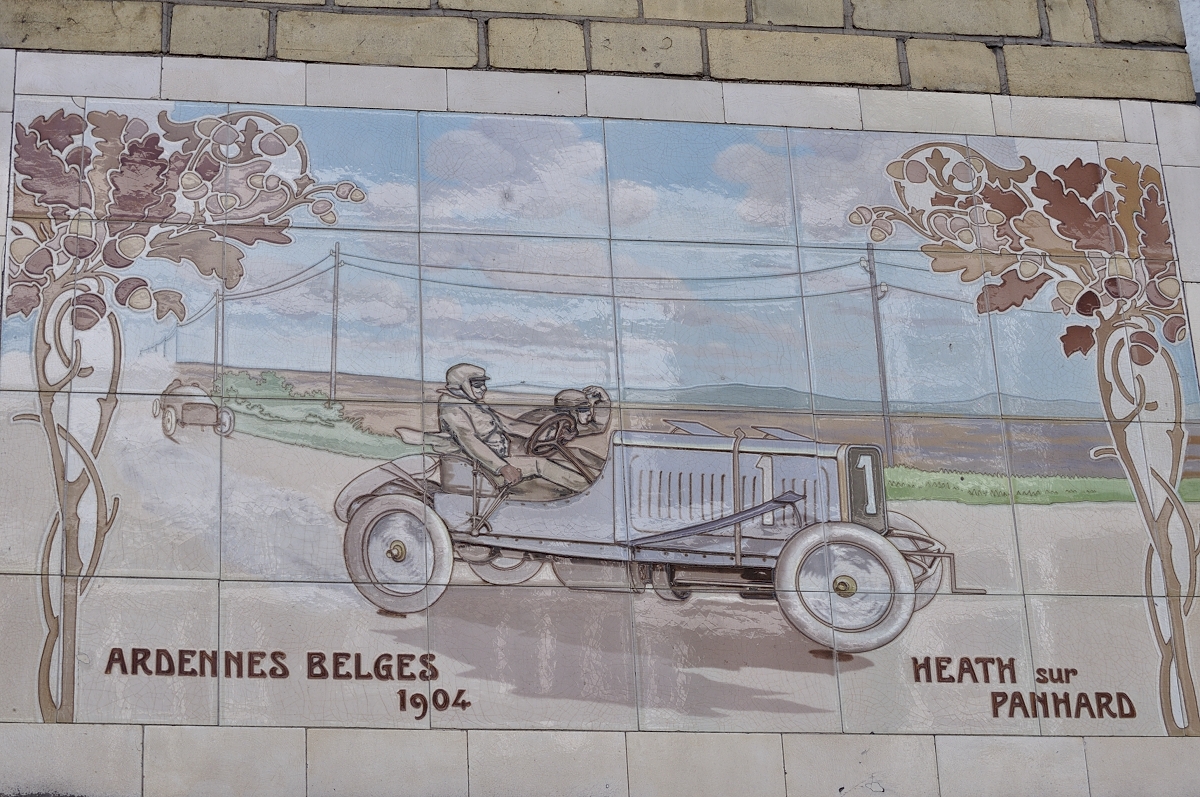 1
1
ARDENNES BELGES
1904
HEATH sur
PANHARD